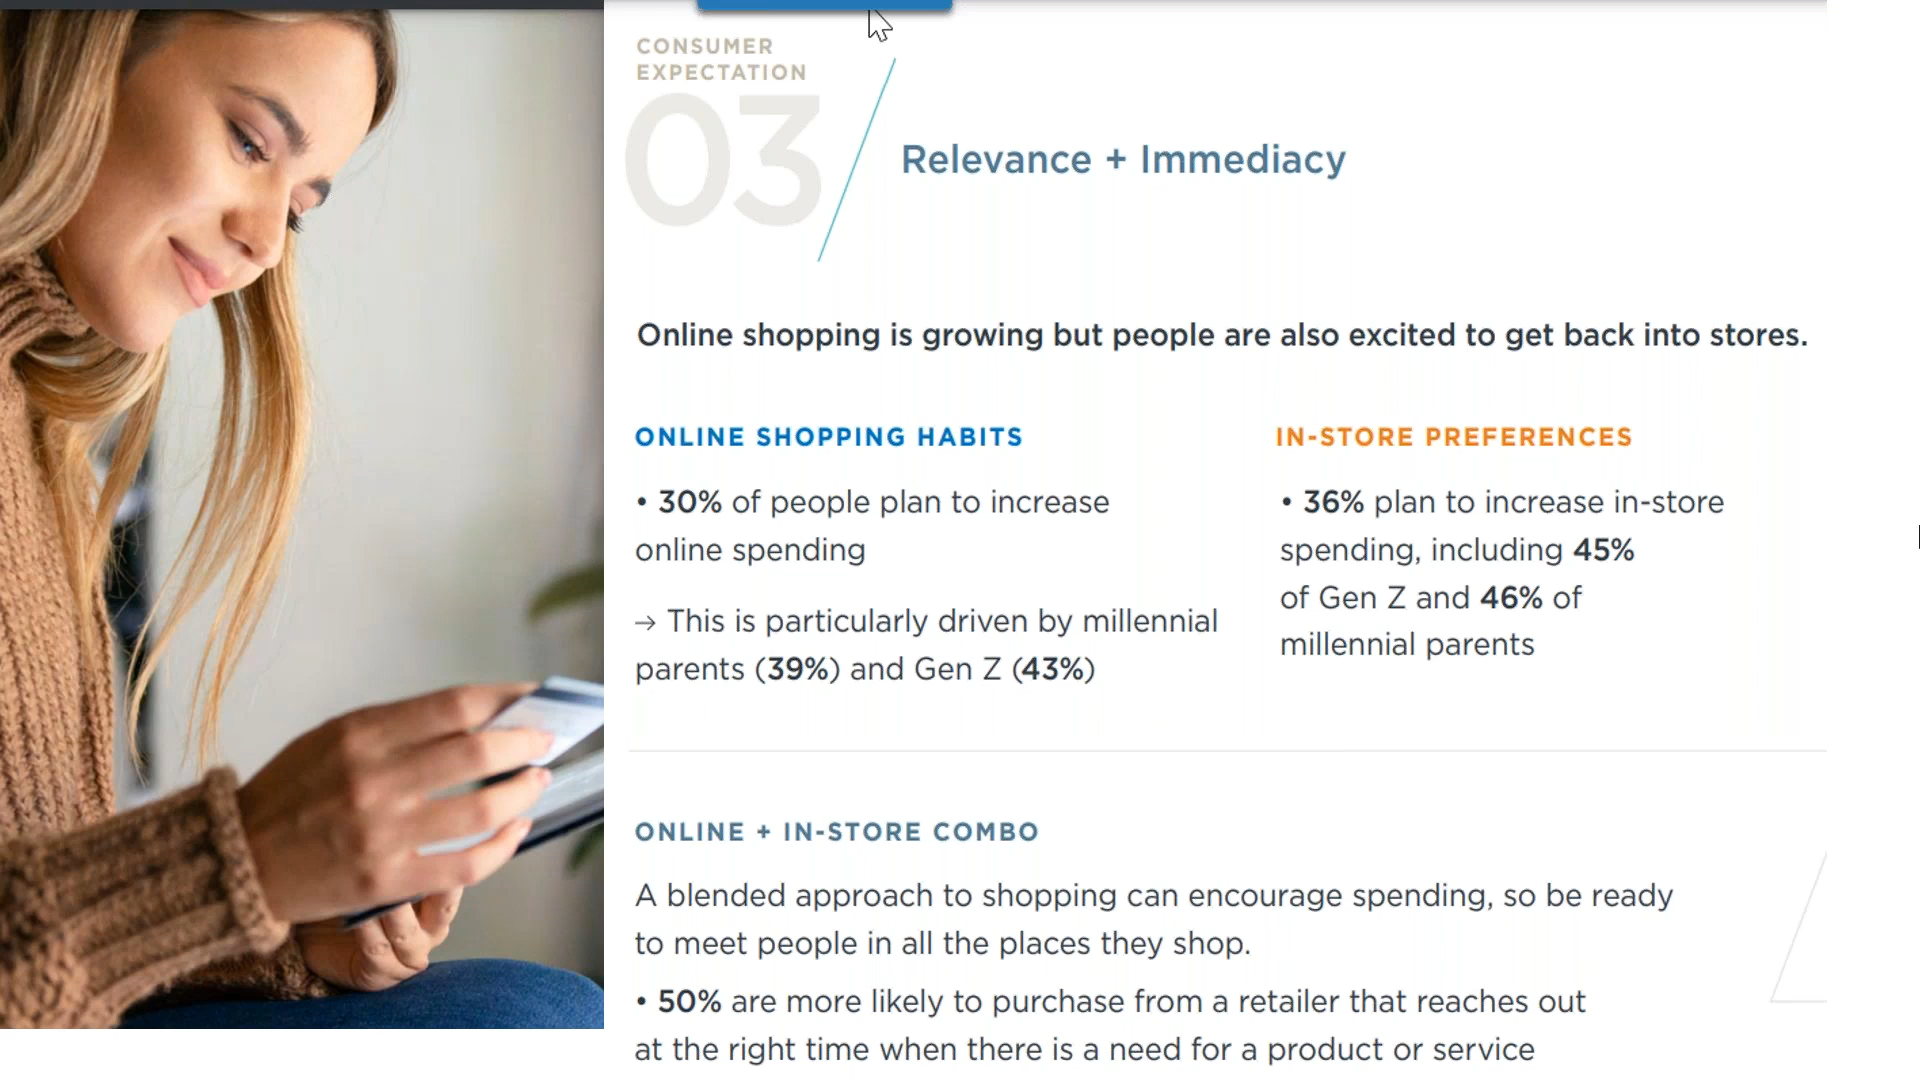 CONSUMER
EXPECTATION
03
Relevance + Immediacy
Online shopping is growing but people are also excited to get back into stores.
ONLINE SHOPPING HABITS
• 30% of people plan to increase
online spending
→ This is particularly driven by millennial
parents (39%) and Gen Z (43%)
IN-STORE PREFERENCES
• 36% plan to increase in-store
spending, including 45%
of Gen Z and 46% of
millennial parents
ONLINE + IN-STORE COMBO
A blended approach to shopping can encourage spending, so be ready
to meet people in all the places they shop.
• 50% are more likely to purchase from a retailer that reaches out
at the right time when there is a need for a product or service